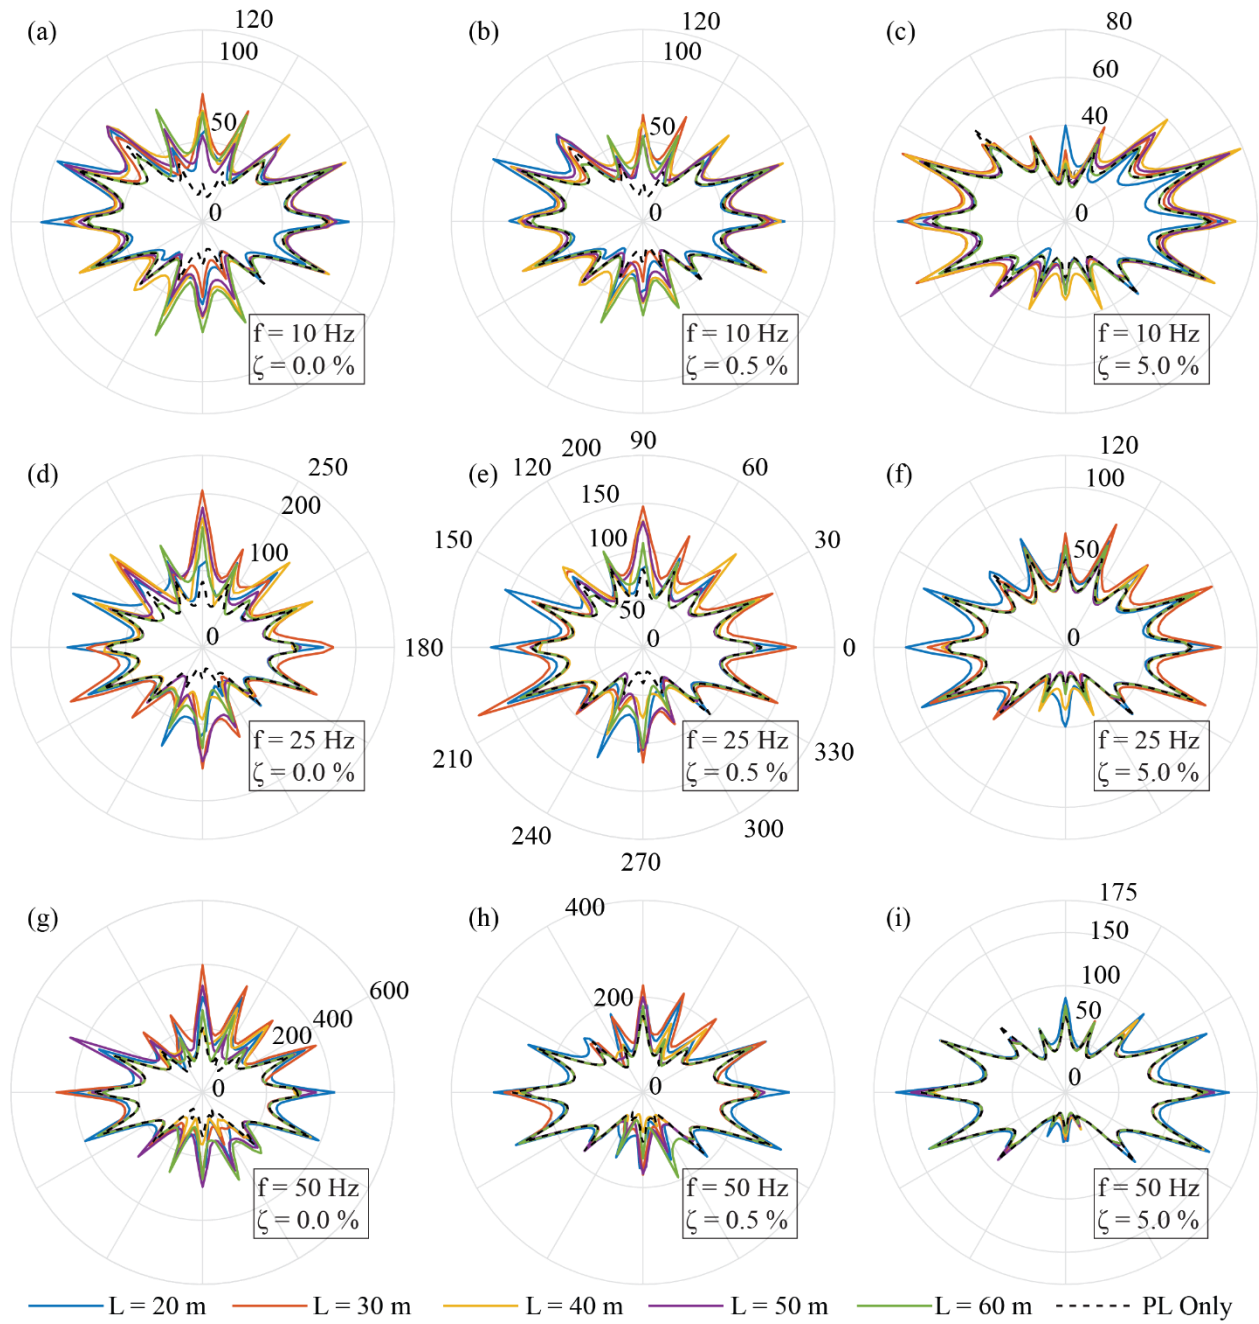 (a) 120 100 50 0
f = 10 Hz
ζ = 0.0 %
(b) 120 100 50 0
f = 10 Hz
ζ = 0.5 %
(c) 80 60 40 0
f = 10 Hz
ζ = 5.0 %
(d) 250 200 100 0
f = 25 Hz
ζ = 0.0 %
(e) 200 150 100 50 0
90 60 30 0 330 300 270 240 210 180 150 120
f = 25 Hz
ζ = 0.5 %
(f) 120 100 50 0
f = 25 Hz
ζ = 5.0 %
(g) 600 400 200 0
f = 50 Hz
ζ = 0.0 %
(h) 400 200 0
f = 50 Hz
ζ = 0.5 %
(i) 175 150 100 50 0
f = 50 Hz
ζ = 5.0 %
L = 20 m L = 30 m L = 40 m L = 50 m L = 60 m PL Only